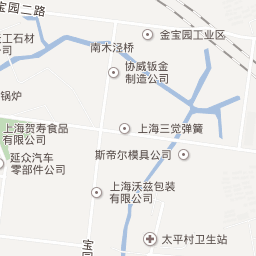 宝园二路
金宝园工业区
工石材
公司
南木泾桥
协威钣金
制造公司
锅炉
上海贺寿食品
有限公司
上海三觉弹簧
延众汽车
零部件公司
斯帝尔模具公司
上海沃兹包装
有限公司
太平村卫生站
宝园